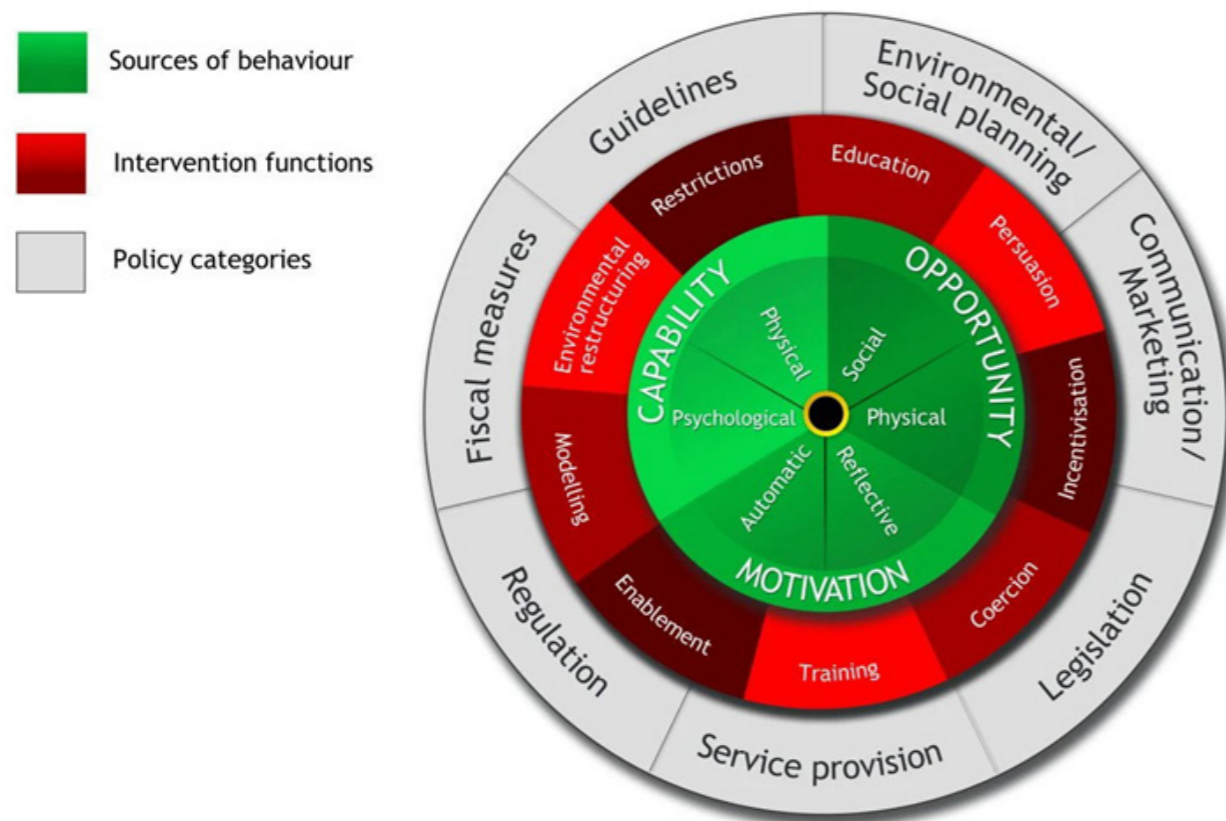 Sources of behaviour
Intervention functions
Policy categories
Guidelines
Environmental/
Social planning
Communication/
Marketing
Legislation
Service provision
Regulation
Fiscal measures
Restrictions
Education
Persuasion
Incentivisation
Coercion
Training
Enablement
Modelling
Environmental
restructuring
CAPABILITY
OPPORTUNITY
MOTIVATION
Physical
Social
Physical
Reflective
Automatic
Psychological